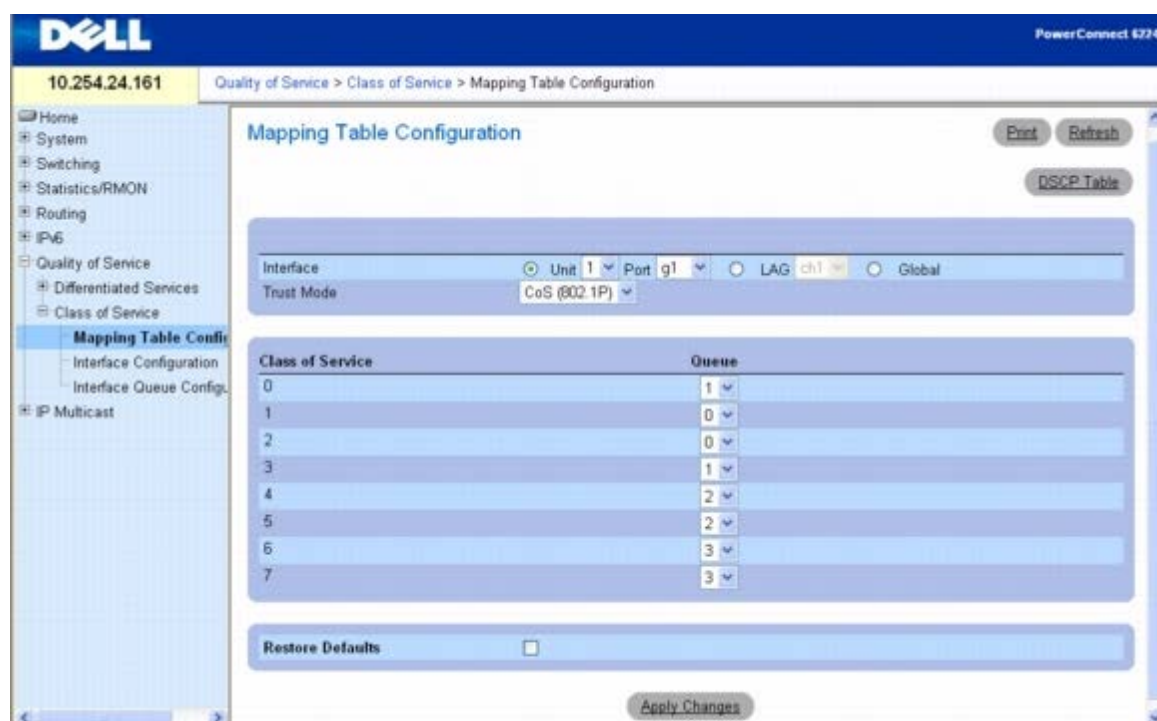 DELL
PowerConnect 6224
10.254.24.161
Quality of Service > Class of Service > Mapping Table Configuration
Home
System
Switching
Statistics/RMON
Routing
IPv6
Quality of Service
Differentiated Services
Class of Service
Mapping Table Config
Interface Configuration
Interface Queue Configu
IP Multicast
Mapping Table Configuration
Print Refresh
DSCP Table
Interface Unit 1 Port g1 LAG ch1 Global
Trust Mode CoS (802.1P)
Class of Service Queue
0 1
1 0
2 0
3 1
4 2
5 2
6 3
7 3
Restore Defaults
Apply Changes